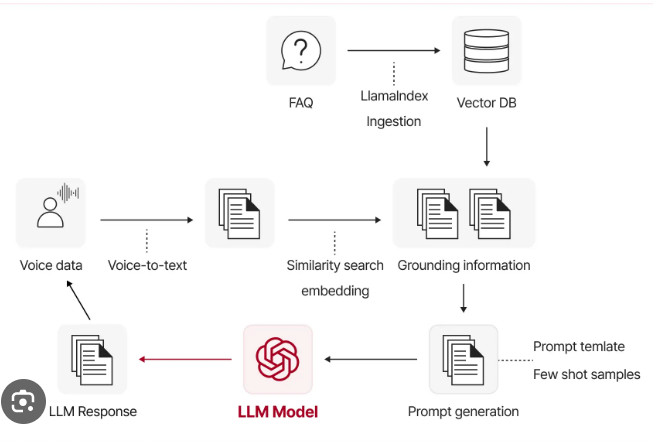 FAQ
LlamaIndex
Ingestion
Vector DB
Voice data
Voice-to-text
Similarity search
embedding
Grounding information
Prompt temlate
Few shot samples
LLM Response
LLM Model
Prompt generation